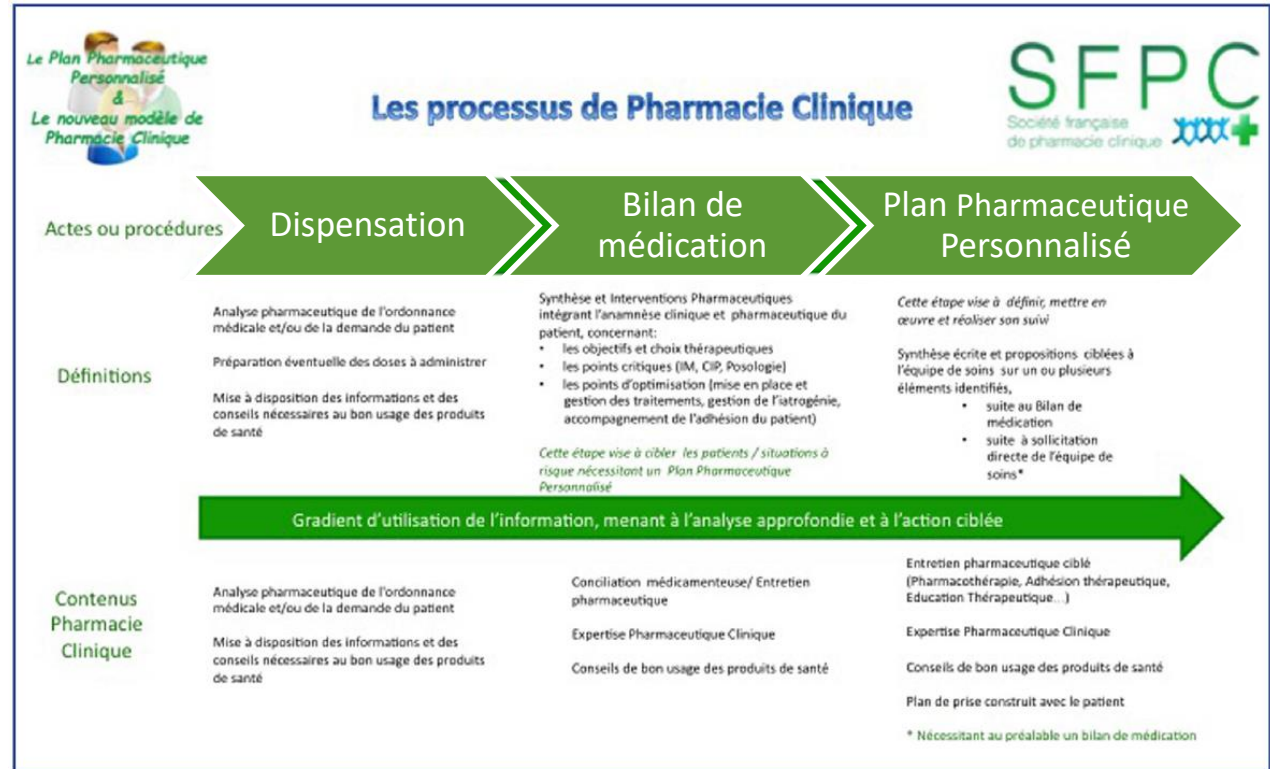 Le Plan Pharmaceutique
Personnalisé
&
Le nouveau modèle de
Pharmacie Clinique
Les processus de Pharmacie Clinique
SFPC
Société française
de pharmacie clinique
Actes ou procédures
Dispensation
Bilan de
médication
Plan Pharmaceutique
Personnalisé
Définitions
Analyse pharmaceutique de l'ordonnance
médicale et/ou de la demande du patient
Préparation éventuelle des doses à administrer
Mise à disposition des informations et des
conseils nécessaires au bon usage des produits
de santé
Synthèse et Interventions Pharmaceutiques
intégrant l'anamnèse clinique et pharmaceutique du
patient, concernant:
• les objectifs et choix thérapeutiques
• les points critiques (IM, CIP, Posologie)
• les points d'optimisation (mise en place et
gestion des traitements, gestion de l'iatrogénie,
accompagnement de l'adhésion du patient)
Cette étape vise à cibler les patients / situations à
risque nécessitant un Plan Pharmaceutique
Personnalisé
Cette étape vise à définir, mettre en
œuvre et réaliser son suivi
Synthèse écrite et propositions ciblées à
l'équipe de soins sur un ou plusieurs
éléments identifiés,
• suite au Bilan de
médication
• suite à sollicitation
directe de l'équipe de
soins*
Gradient d'utilisation de l'information, menant à l'analyse approfondie et à l'action ciblée
Contenus
Pharmacie
Clinique
Analyse pharmaceutique de l'ordonnance
médicale et/ou de la demande du patient
Mise à disposition des informations et des
conseils nécessaires au bon usage des produits
de santé
Conciliation médicamenteuse/ Entretien
pharmaceutique
Expertise Pharmaceutique Clinique
Conseils de bon usage des produits de santé
Entretien pharmaceutique ciblé
(Pharmacothérapie, Adhésion thérapeutique,
Education Thérapeutique...)
Expertise Pharmaceutique Clinique
Conseils de bon usage des produits de santé
Plan de prise construit avec le patient
* Nécessitant au préalable un bilan de médication